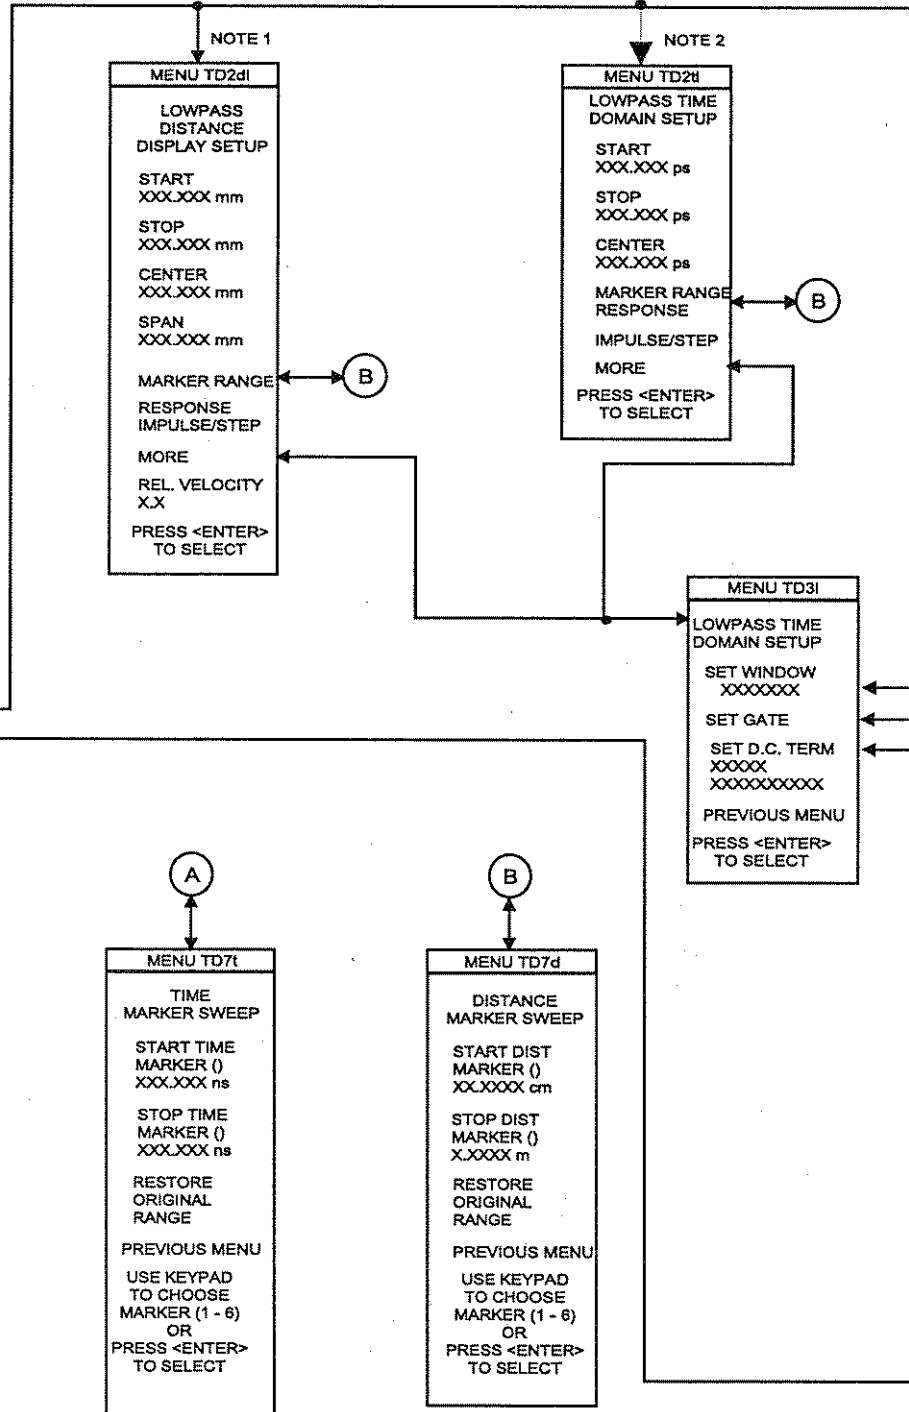 NOTE 1
MENU TD2dl
LOWPASS
DISTANCE
DISPLAY SETUP
START
XXX.XXX mm
STOP
XXX.XXX mm
CENTER
XXX.XXX mm
SPAN
XXX.XXX mm
MARKER RANGE
B
RESPONSE
IMPULSE/STEP
MORE
REL. VELOCITY
X.X
PRESS <ENTER>
TO SELECT
NOTE 2
MENU TD2tl
LOWPASS TIME
DOMAIN SETUP
START
XXX.XXX ps
STOP
XXX.XXX ps
CENTER
XXX.XXX ps
MARKER RANGE
RESPONSE
B
IMPULSE/STEP
MORE
PRESS <ENTER>
TO SELECT
MENU TD3l
LOWPASS TIME
DOMAIN SETUP
SET WINDOW
XXXXXXX
SET GATE
SET D.C. TERM
XXXXX
XXXXXXXXXX
PREVIOUS MENU
PRESS <ENTER>
TO SELECT
A
MENU TD7t
TIME
MARKER SWEEP
START TIME
MARKER ()
XXX.XXX ns
STOP TIME
MARKER ()
XXX.XXX ns
RESTORE
ORIGINAL
RANGE
PREVIOUS MENU
USE KEYPAD
TO CHOOSE
MARKER (1 - 6)
OR
PRESS <ENTER>
TO SELECT
B
MENU TD7d
DISTANCE
MARKER SWEEP
START DIST
MARKER ()
XX.XXXX cm
STOP DIST
MARKER ()
X.XXXX m
RESTORE
ORIGINAL
RANGE
PREVIOUS MENU
USE KEYPAD
TO CHOOSE
MARKER (1 - 6)
OR
PRESS <ENTER>
TO SELECT